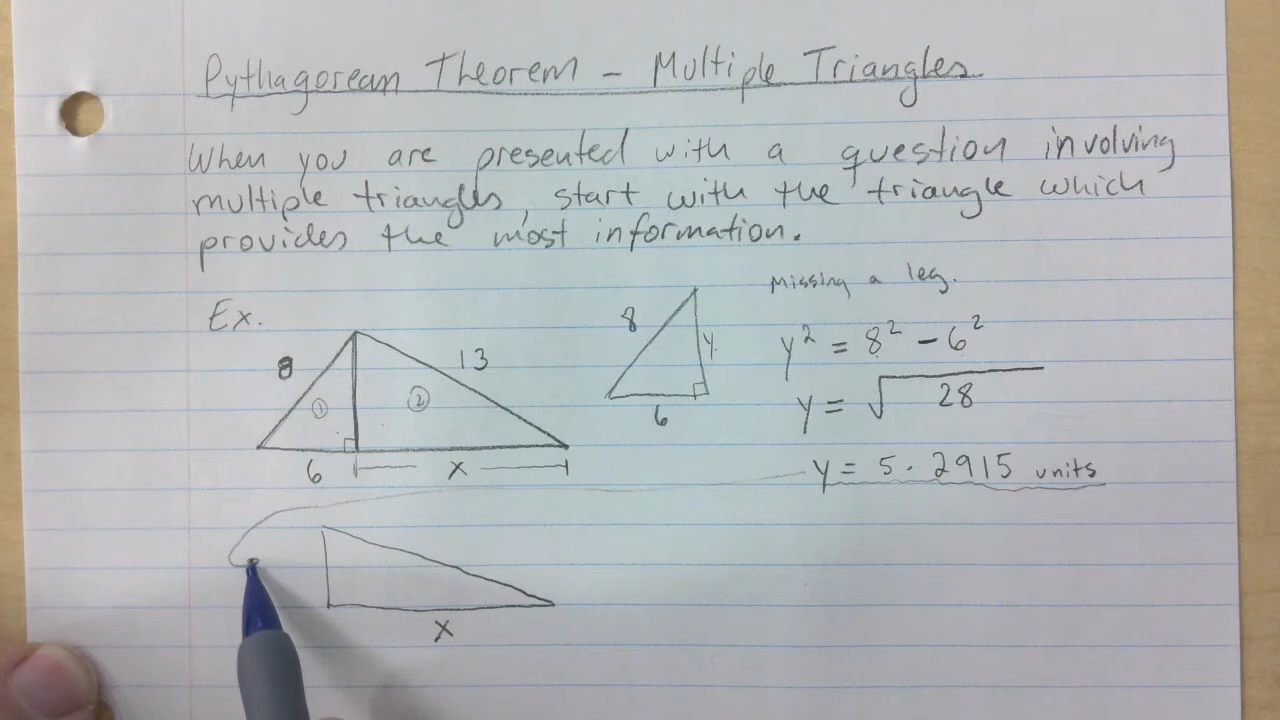 Pythagorean Theorem - Multiple Triangles
When you are presented with a question involving
multiple triangles, start with the triangle which
provides the most information.
Missing a leg.
Ex.
8
13
① ②
6
x
8
y
6
y² = 8² - 6²
y = √28
y = 5.2915 units
x